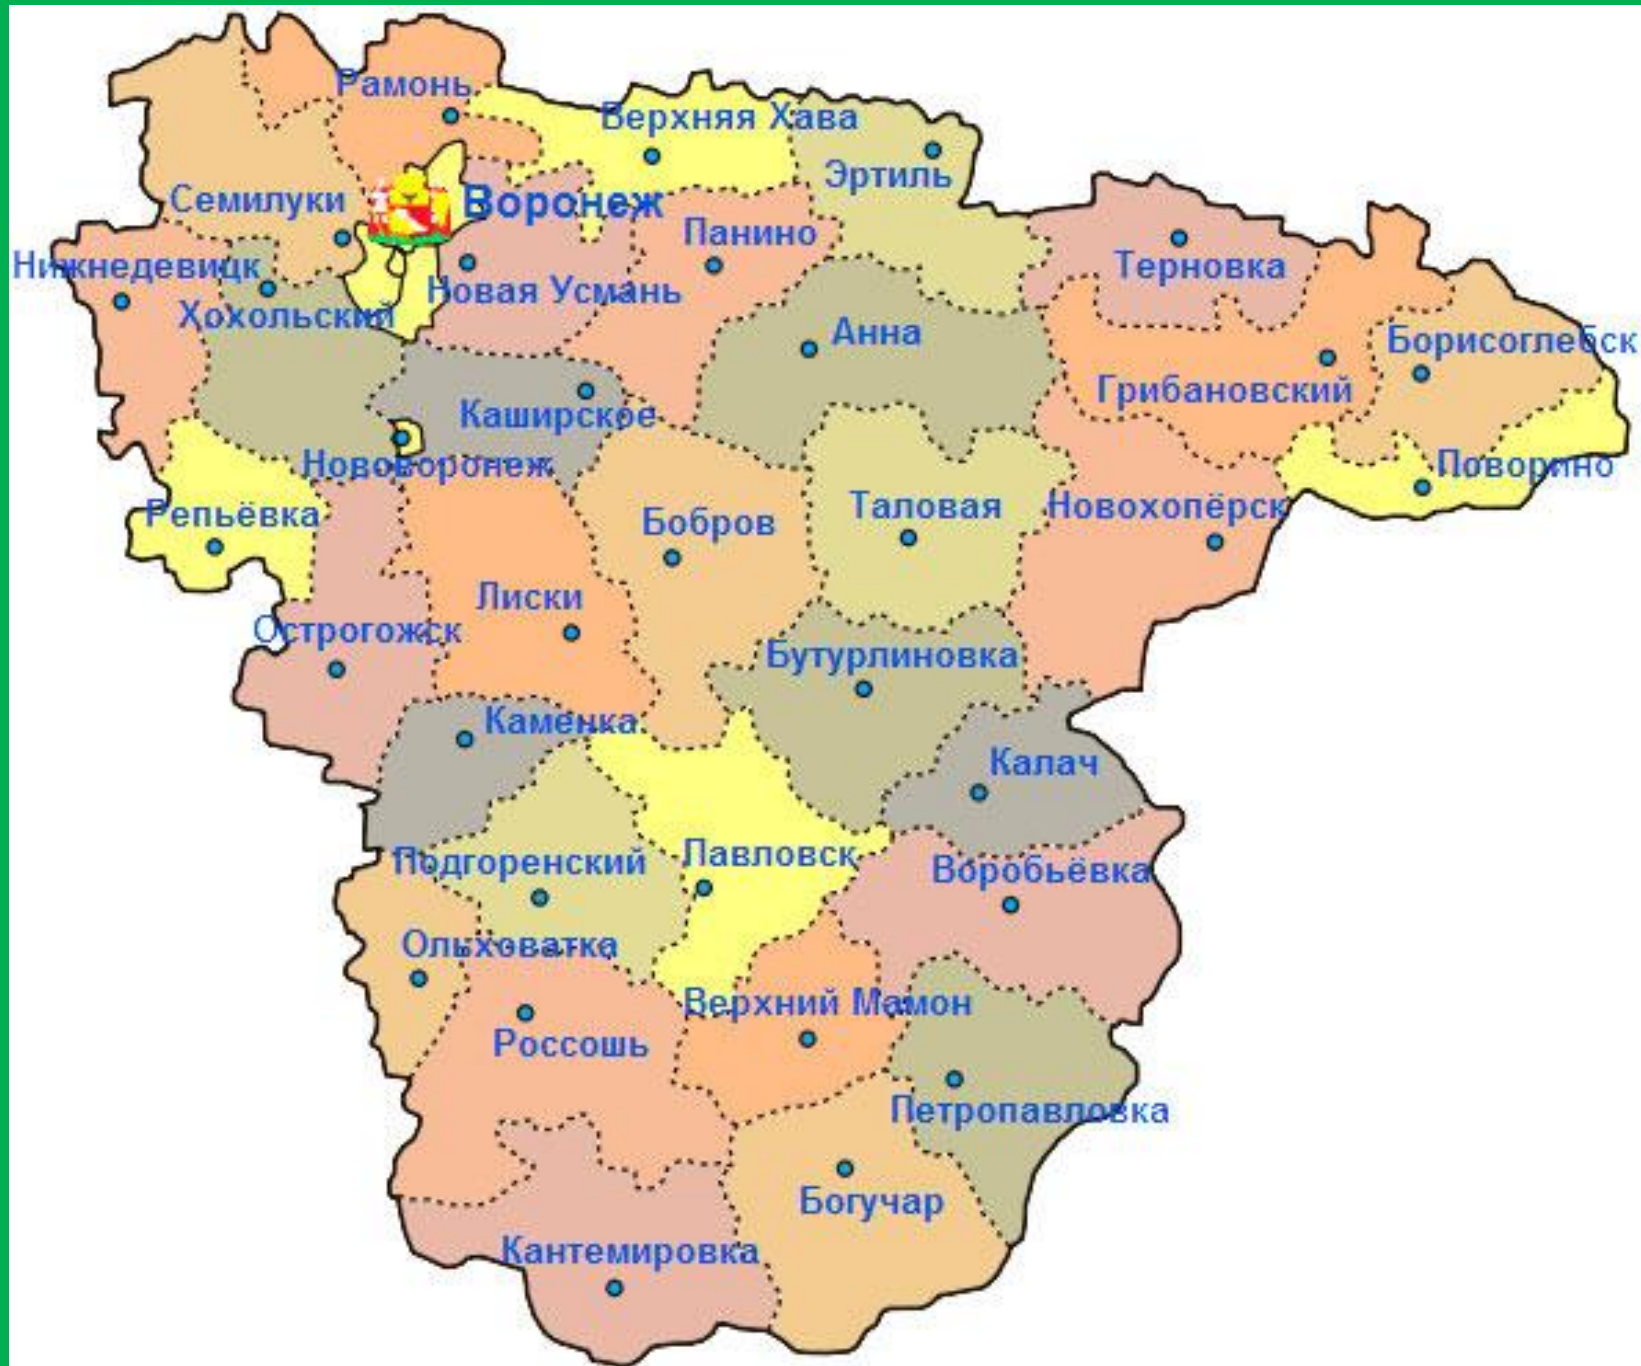 Рамонь
Верхняя Хава
Эртиль
Семилуки
Воронеж
Панино
Нижнедевицк
Терновка
Новая Усмань
Хохольский
Анна
Борисоглебск
Грибановский
Каширское
Нововоронеж
Поворино
Репьёвка
Бобров
Таловая
Новохопёрск
Лиски
Острогожск
Бутурлиновка
Каменка
Калач
Подгоренский
Павловск
Воробьёвка
Ольховатка
Верхний Мамон
Россошь
Петропавловка
Богучар
Кантемировка